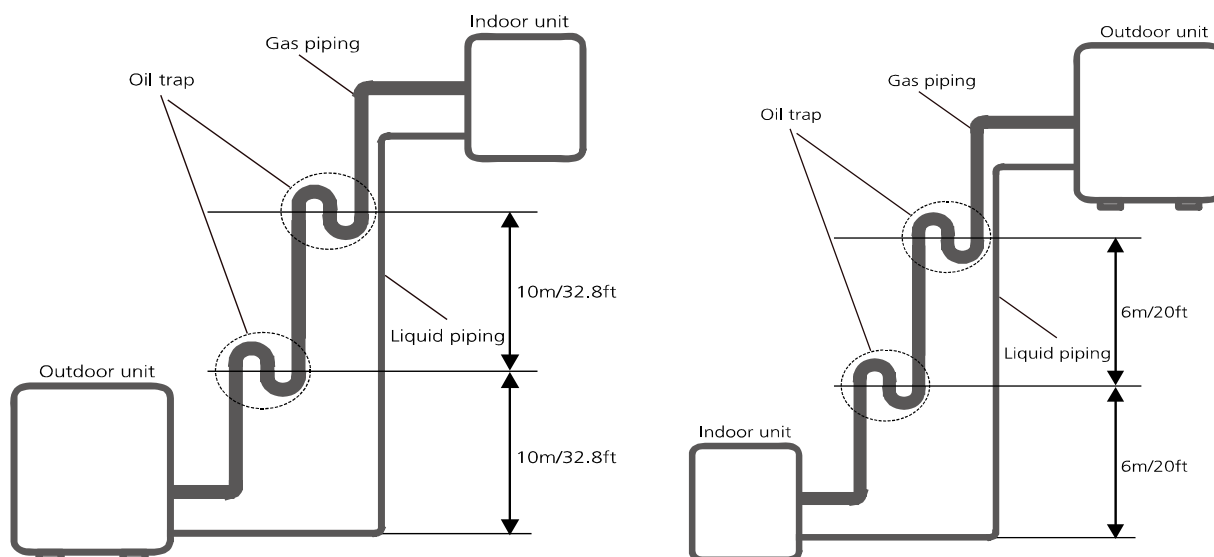 Indoor unit
Gas piping
Oil trap
10m/32.8ft
Liquid piping
Outdoor unit
10m/32.8ft
Outdoor unit
Gas piping
Oil trap
6m/20ft
Liquid piping
Indoor unit
6m/20ft